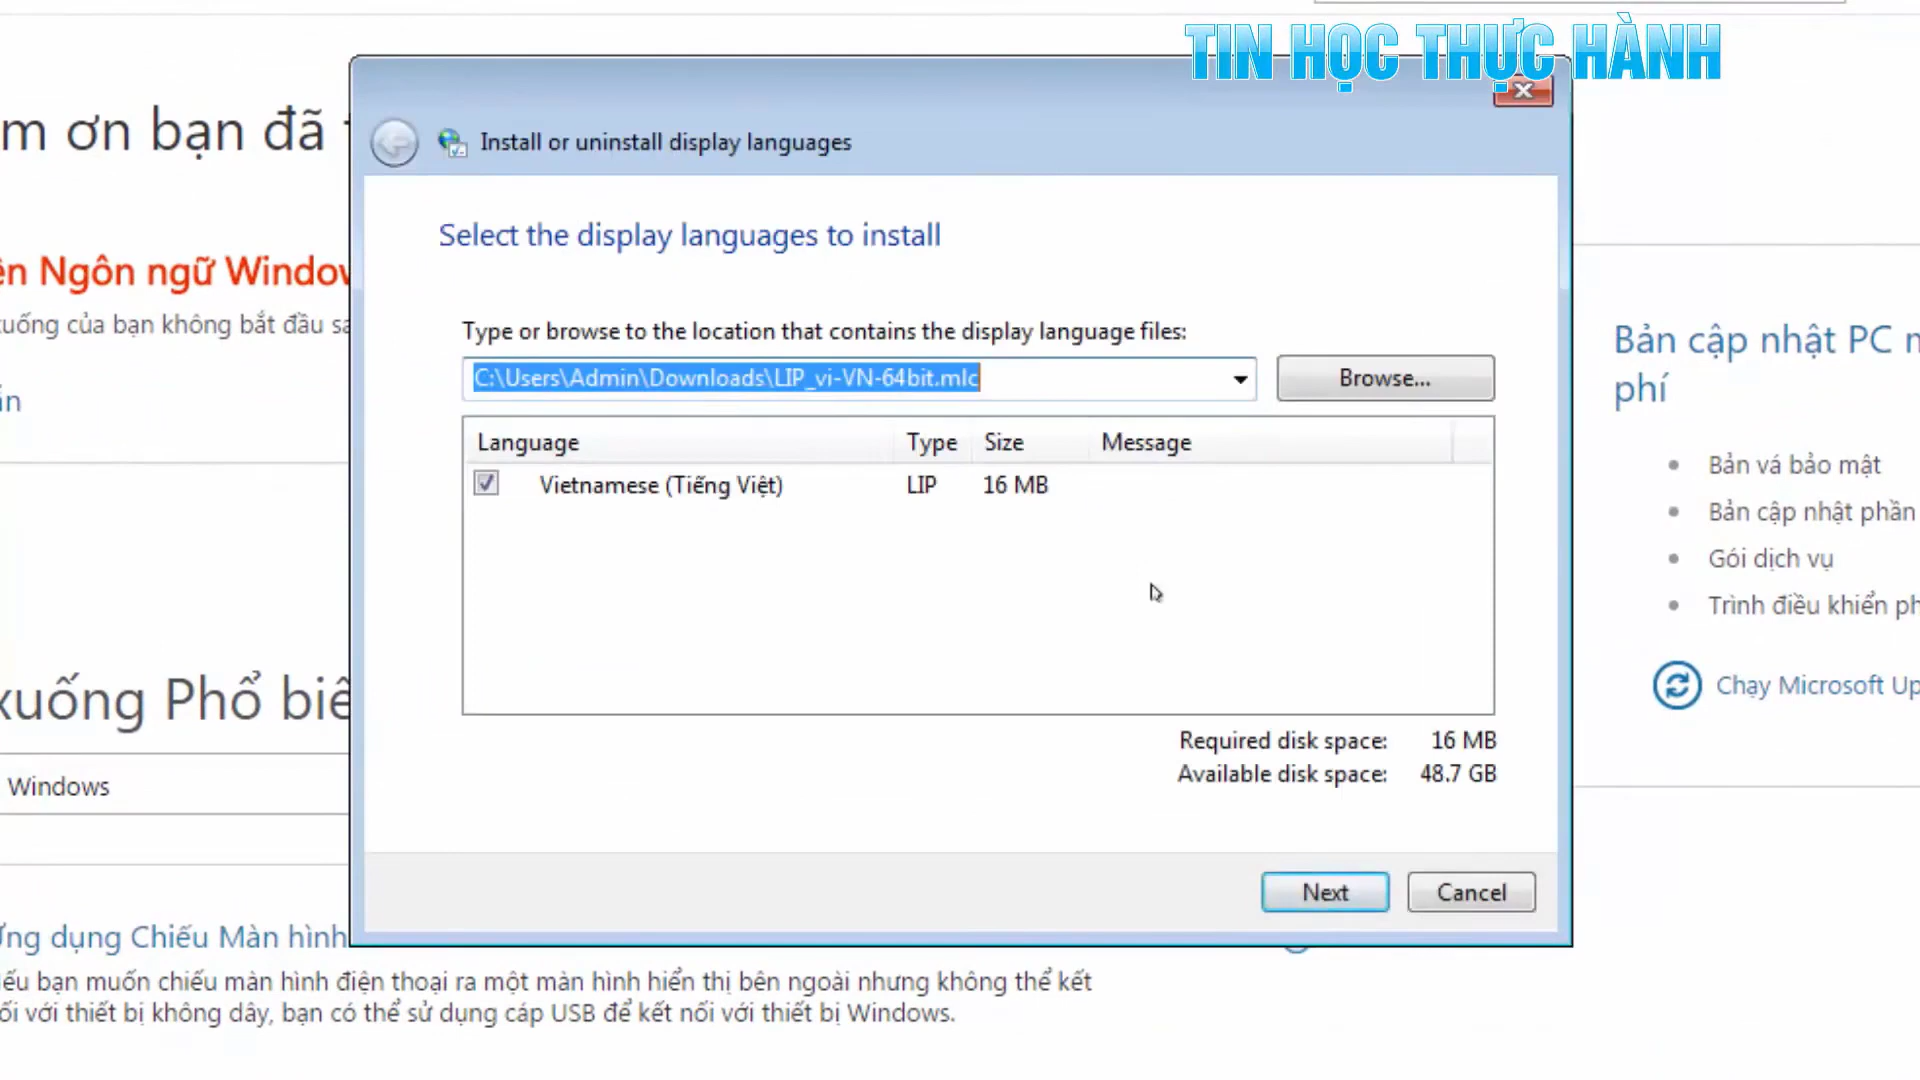 TIN HỌC THỰC HÀNH
m ơn bạn đã
Install or uninstall display languages
Select the display languages to install
Ngôn ngữ Windo
của bạn không bắt đầu
Type or browse to the location that contains the display language files:
C:\Users\Admin\Downloads\LIP_vi-VN-64bit.mlc
Browse...
Language Type Size Message
Vietnamese (Tiếng Việt) LIP 16 MB
Required disk space: 16 MB
Available disk space: 48.7 GB
Next
Cancel
Bản cập nhật PC
phí
Bản vá bảo mật
Bản cập nhật phần
Gói dịch vụ
Trình điều khiển
Chạy Microsoft Up
xuống Phổ biế
Windows
Ứng dụng Chiếu Màn hình
bạn muốn chiếu màn hình điện thoại ra một màn hình hiển thị bên ngoài nhưng không thể kết
với thiết bị không dây, bạn có thể sử dụng cáp USB để kết nối với thiết bị Windows.